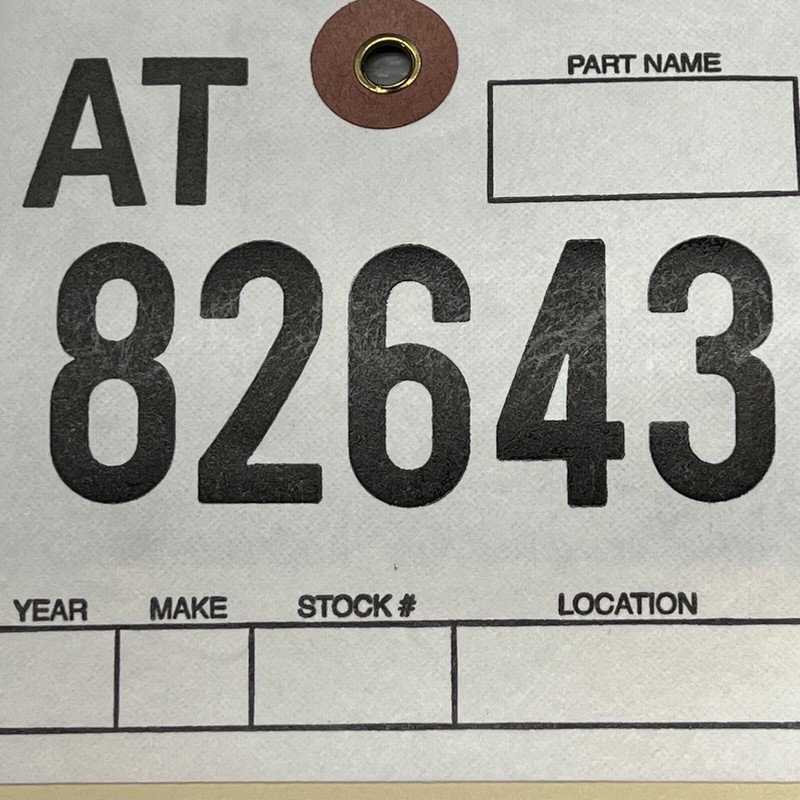 AT
PART NAME
82643
YEAR MAKE STOCK # LOCATION